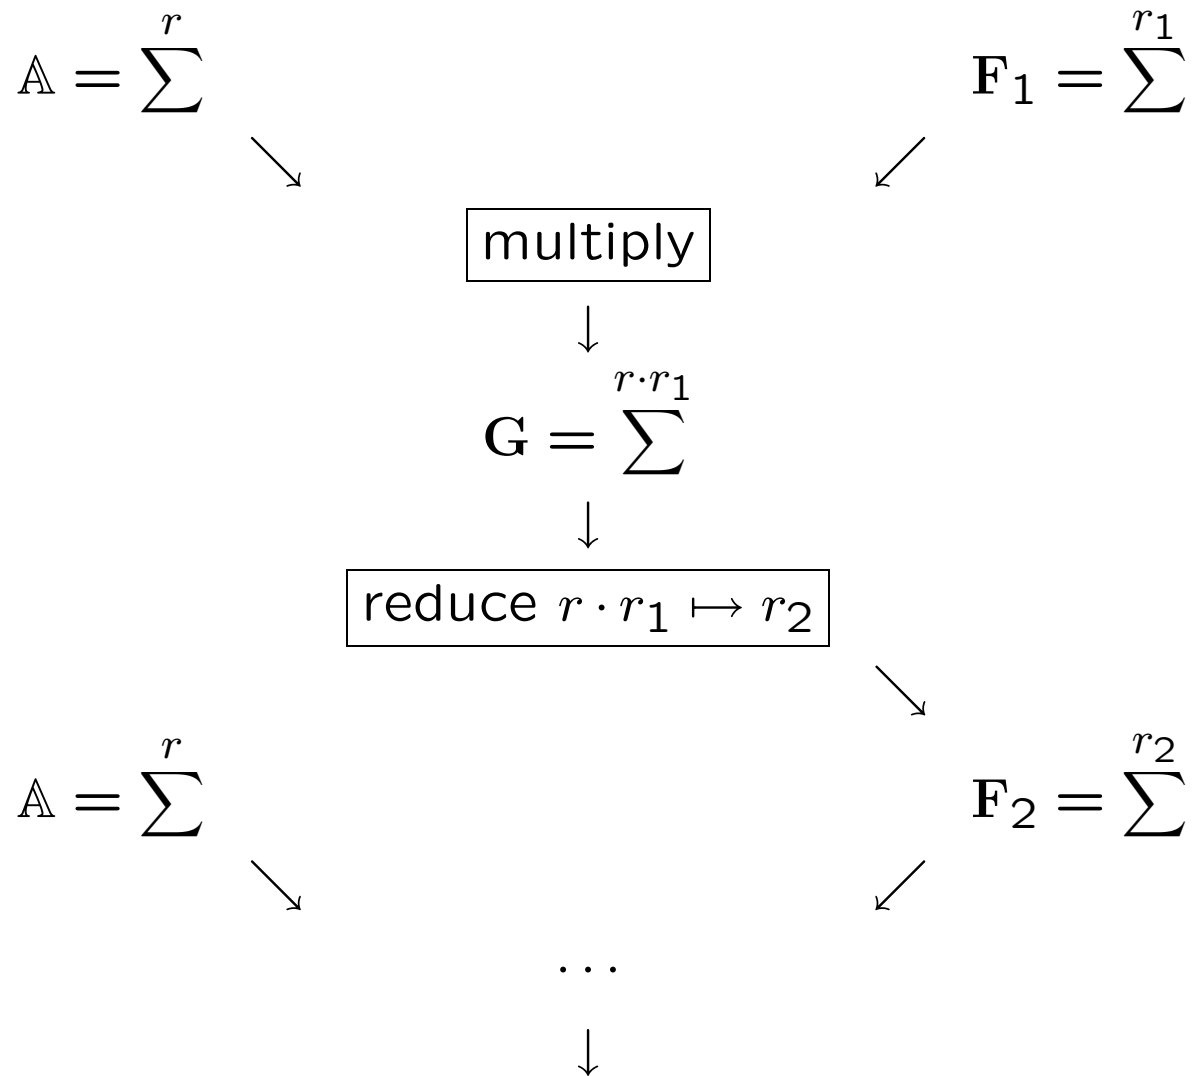 𝔸 = ∑^r    𝐅₁ = ∑^{r₁}
multiply
𝐆 = ∑^{r·r₁}
reduce r · r₁ ↦ r₂
𝔸 = ∑^r    𝐅₂ = ∑^{r₂}
...